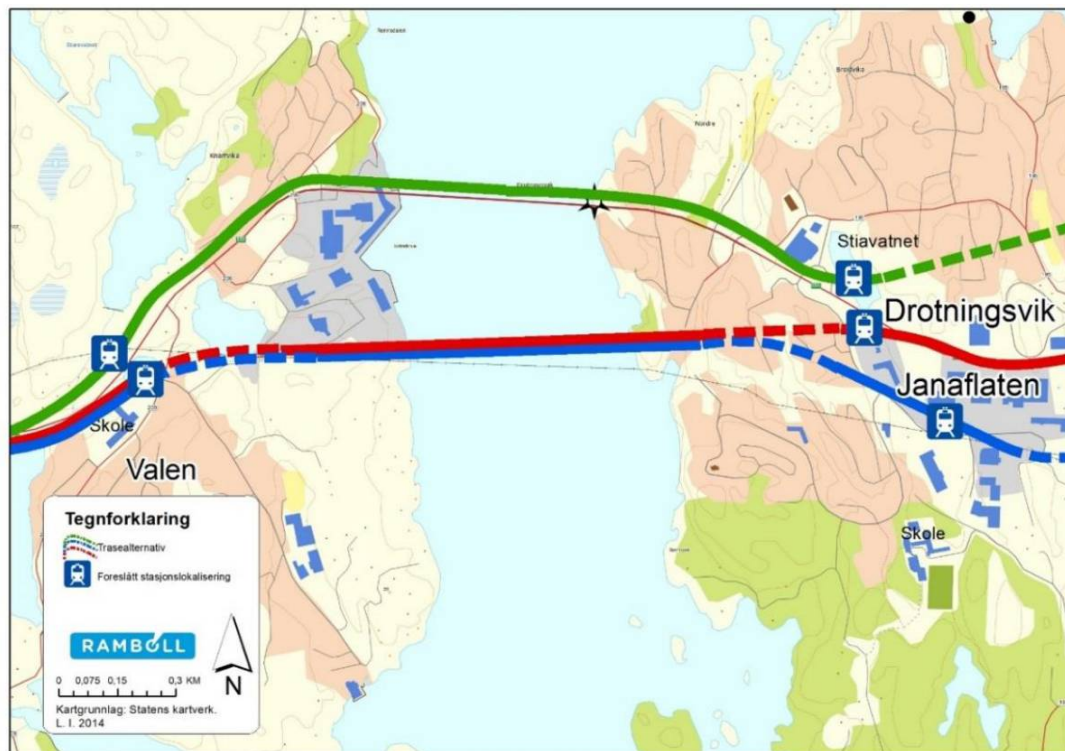 Stiavatnet
Drotningsvik
Janaflaten
Skole
Valen
Skole
Tegnforklaring
Trasealternativ
Foreslått stasjonslokalisering
RAMBOLL
0 0,075 0,15 0,3 KM
N
Kartgrunnlag: Statens kartverk.
L. I. 2014